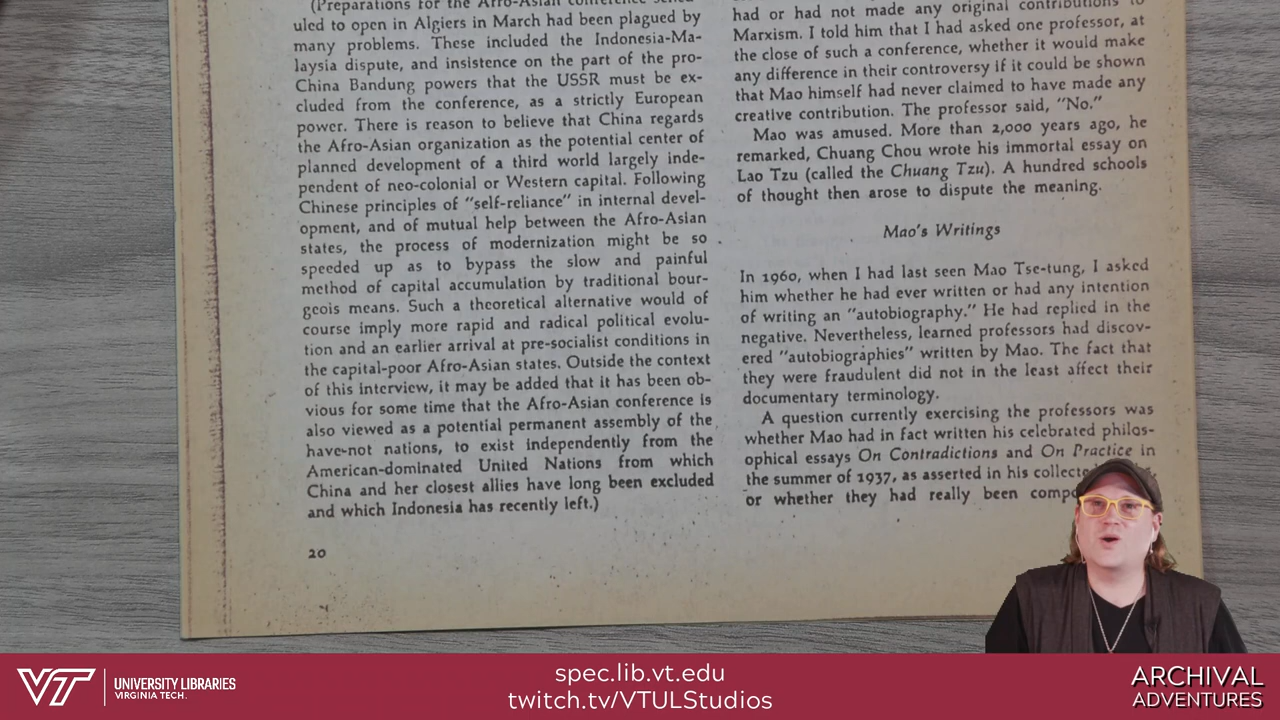 (Preparations for the Afro-Asian conference sched-
uled to open in Algiers in March had been plagued by
many problems. These included the Indonesia-Ma-
laysia dispute, and insistence on the part of the pro-
China Bandung powers that the USSR must be ex-
cluded from the conference, as a strictly European
power. There is reason to believe that China regards
the Afro-Asian organization as the potential center of
planned development of a third world largely inde-
pendent of neo-colonial or Western capital. Following
Chinese principles of "self-reliance" in internal devel-
opment, and of mutual help between the Afro-Asian
states, the process of modernization might be so
speeded up as to bypass the slow and painful
method of capital accumulation by traditional bour-
geois means. Such a theoretical alternative would of
course imply more rapid and radical political evolu-
tion and an earlier arrival at pre-socialist conditions in
the capital-poor Afro-Asian states. Outside the context
of this interview, it may be added that it has been ob-
vious for some time that the Afro-Asian conference is
also viewed as a potential permanent assembly of the
have-not nations, to exist independently from the
American-dominated United Nations from which
China and her closest allies have long been excluded
and which Indonesia has recently left.)
20
had or had not made any original contributions to
Marxism. I told him that I had asked one professor, at
the close of such a conference, whether it would make
any difference in their controversy if it could be shown
that Mao himself had never claimed to have made any
creative contribution. The professor said, "No."
Mao was amused. More than 2,000 years ago, he
remarked, Chuang Chou wrote his immortal essay on
Lao Tzu (called the Chuang Tzu). A hundred schools
of thought then arose to dispute the meaning.
Mao's Writings
In 1960, when I had last seen Mao Tse-tung, I asked
him whether he had ever written or had any intention
of writing an "autobiography." He had replied in the
negative. Nevertheless, learned professors had discov-
ered "autobiographies" written by Mao. The fact that
they were fraudulent did not in the least affect their
documentary terminology.
A question currently exercising the professors was
whether Mao had in fact written his celebrated philos-
ophical essays On Contradictions and On Practice in
the summer of 1937, as asserted in his
or whether they had really been
VT
UNIVERSITY LIBRARIES
VIRGINIA TECH.
spec.lib.vt.edu
twitch.tv/VTULStudios
ARCHIVAL
ADVENTURES